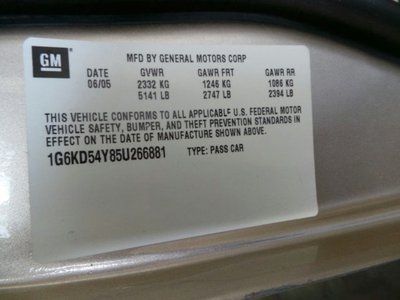 GM
MFD BY GENERAL MOTORS CORP
DATE GVWR GAWR FRT GAWR RR
06/05 2332 KG 1246 KG 1086 KG
5141 LB 2747 LB 2394 LB
THIS VEHICLE CONFORMS TO ALL APPLICABLE U.S. FEDERAL MOTOR
VEHICLE SAFETY, BUMPER, AND THEFT PREVENTION STANDARDS IN
EFFECT ON THE DATE OF MANUFACTURE SHOWN ABOVE.
1G6KD54Y85U266881 TYPE: PASS CAR